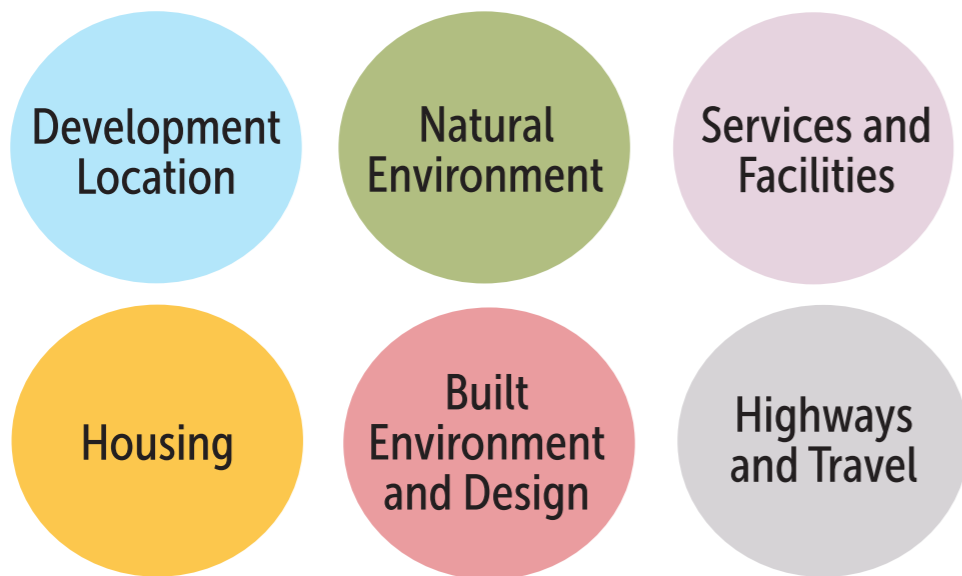 Development
Location
Natural
Environment
Services and
Facilities
Housing
Built
Environment
and Design
Highways
and Travel